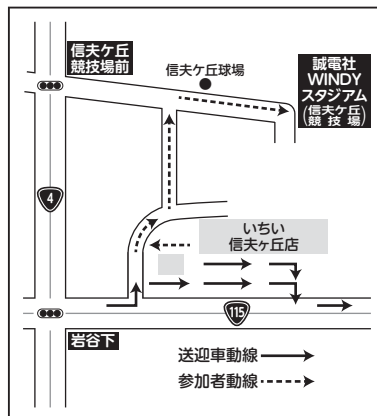 信夫ケ丘
競技場前
信夫ケ丘球場
誠電社
WINDY
スタジアム
(信夫ケ丘
競技場)
4
いちい
信夫ヶ丘店
115
岩谷下
送迎車動線
参加者動線